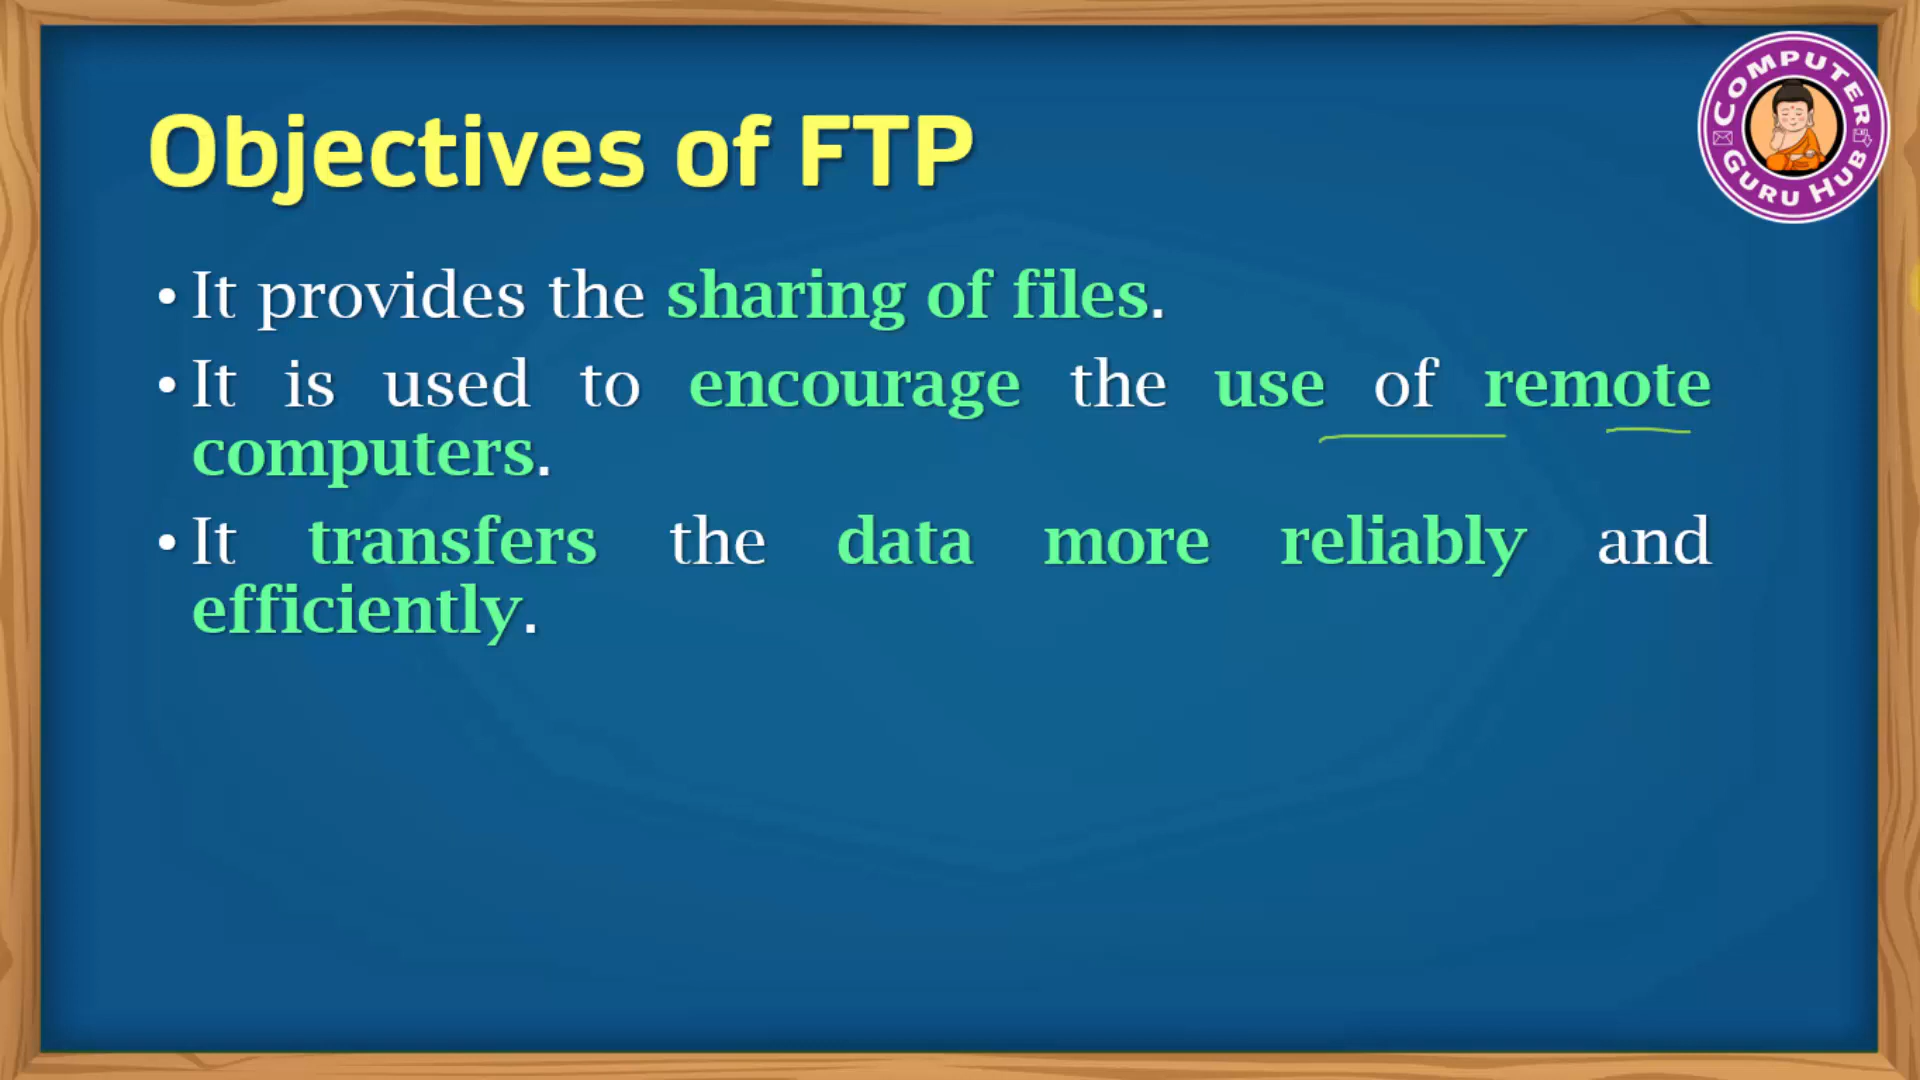 COMPUTER
GURU HUB
Objectives of FTP
• It provides the sharing of files.
• It is used to encourage the use of remote
computers.
• It transfers the data more reliably and
efficiently.